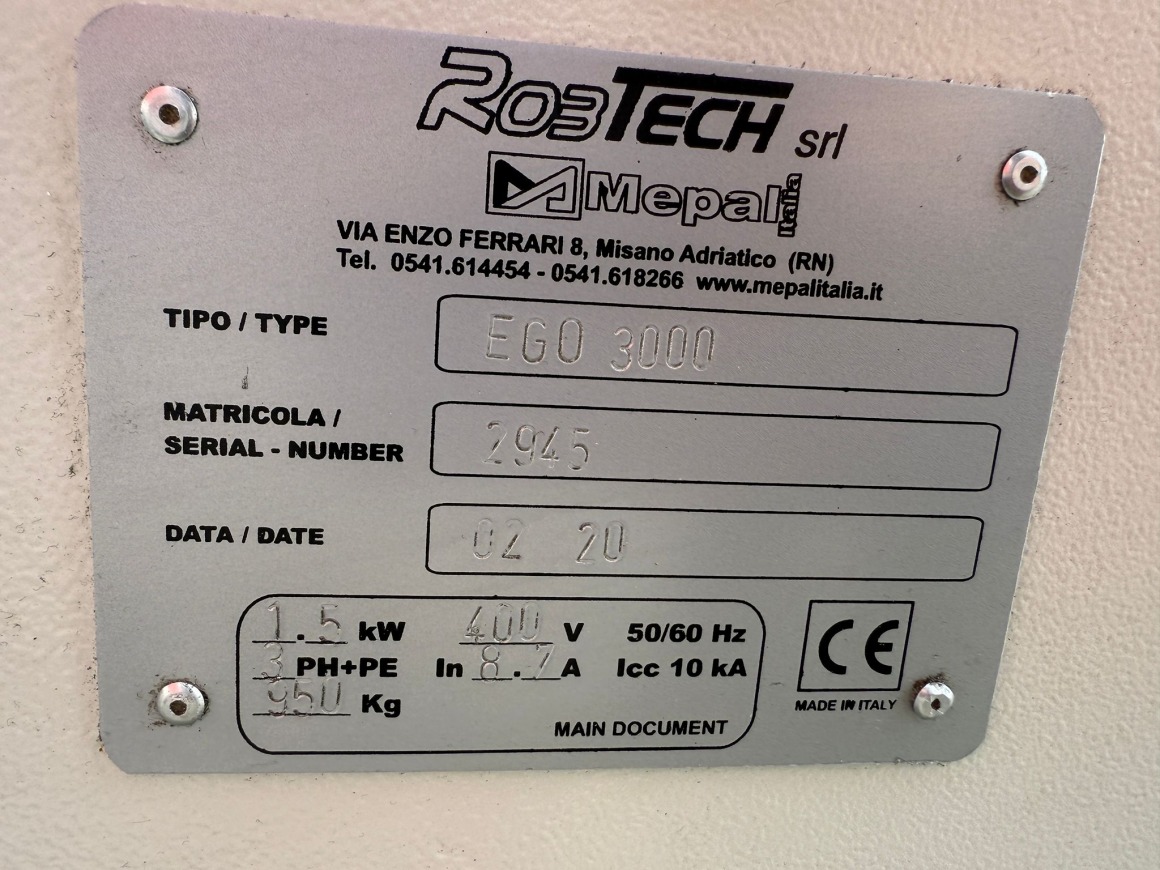 ROBTECH srl
Mepal Italia
VIA ENZO FERRARI 8, Misano Adriatico (RN)
Tel. 0541.614454 - 0541.618266 www.mepalitalia.it
TIPO / TYPE EGO 3000
MATRICOLA /
SERIAL - NUMBER 2945
DATA / DATE 02 20
1.5 kW 400 V 50/60 Hz
3 PH+PE In 8.7 A Icc 10 kA
950 Kg
MAIN DOCUMENT
CE
MADE IN ITALY